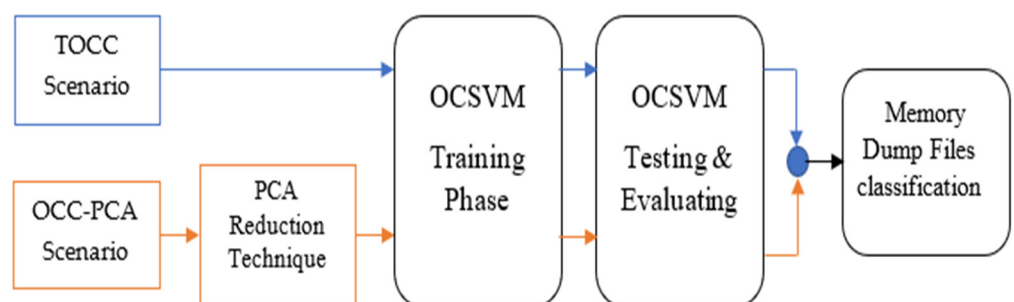 TOCC
Scenario
OCC-PCA
Scenario
PCA
Reduction
Technique
OCSVM
Training
Phase
OCSVM
Testing &
Evaluating
Memory
Dump Files
classification